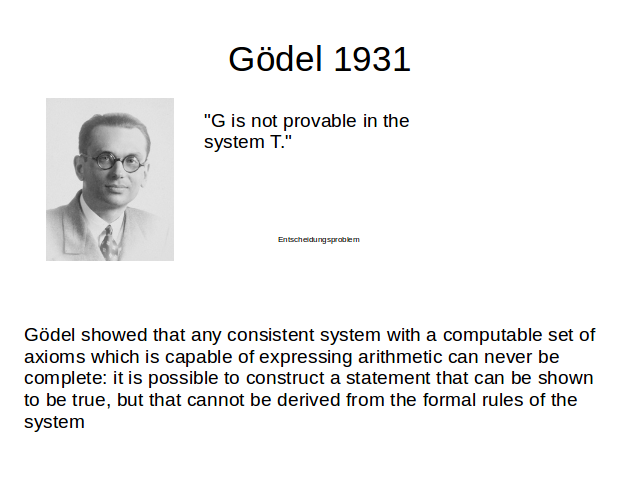 Gödel 1931
"G is not provable in the
system T."
Entscheidungsproblem
Gödel showed that any consistent system with a computable set of
axioms which is capable of expressing arithmetic can never be
complete: it is possible to construct a statement that can be shown
to be true, but that cannot be derived from the formal rules of the
system